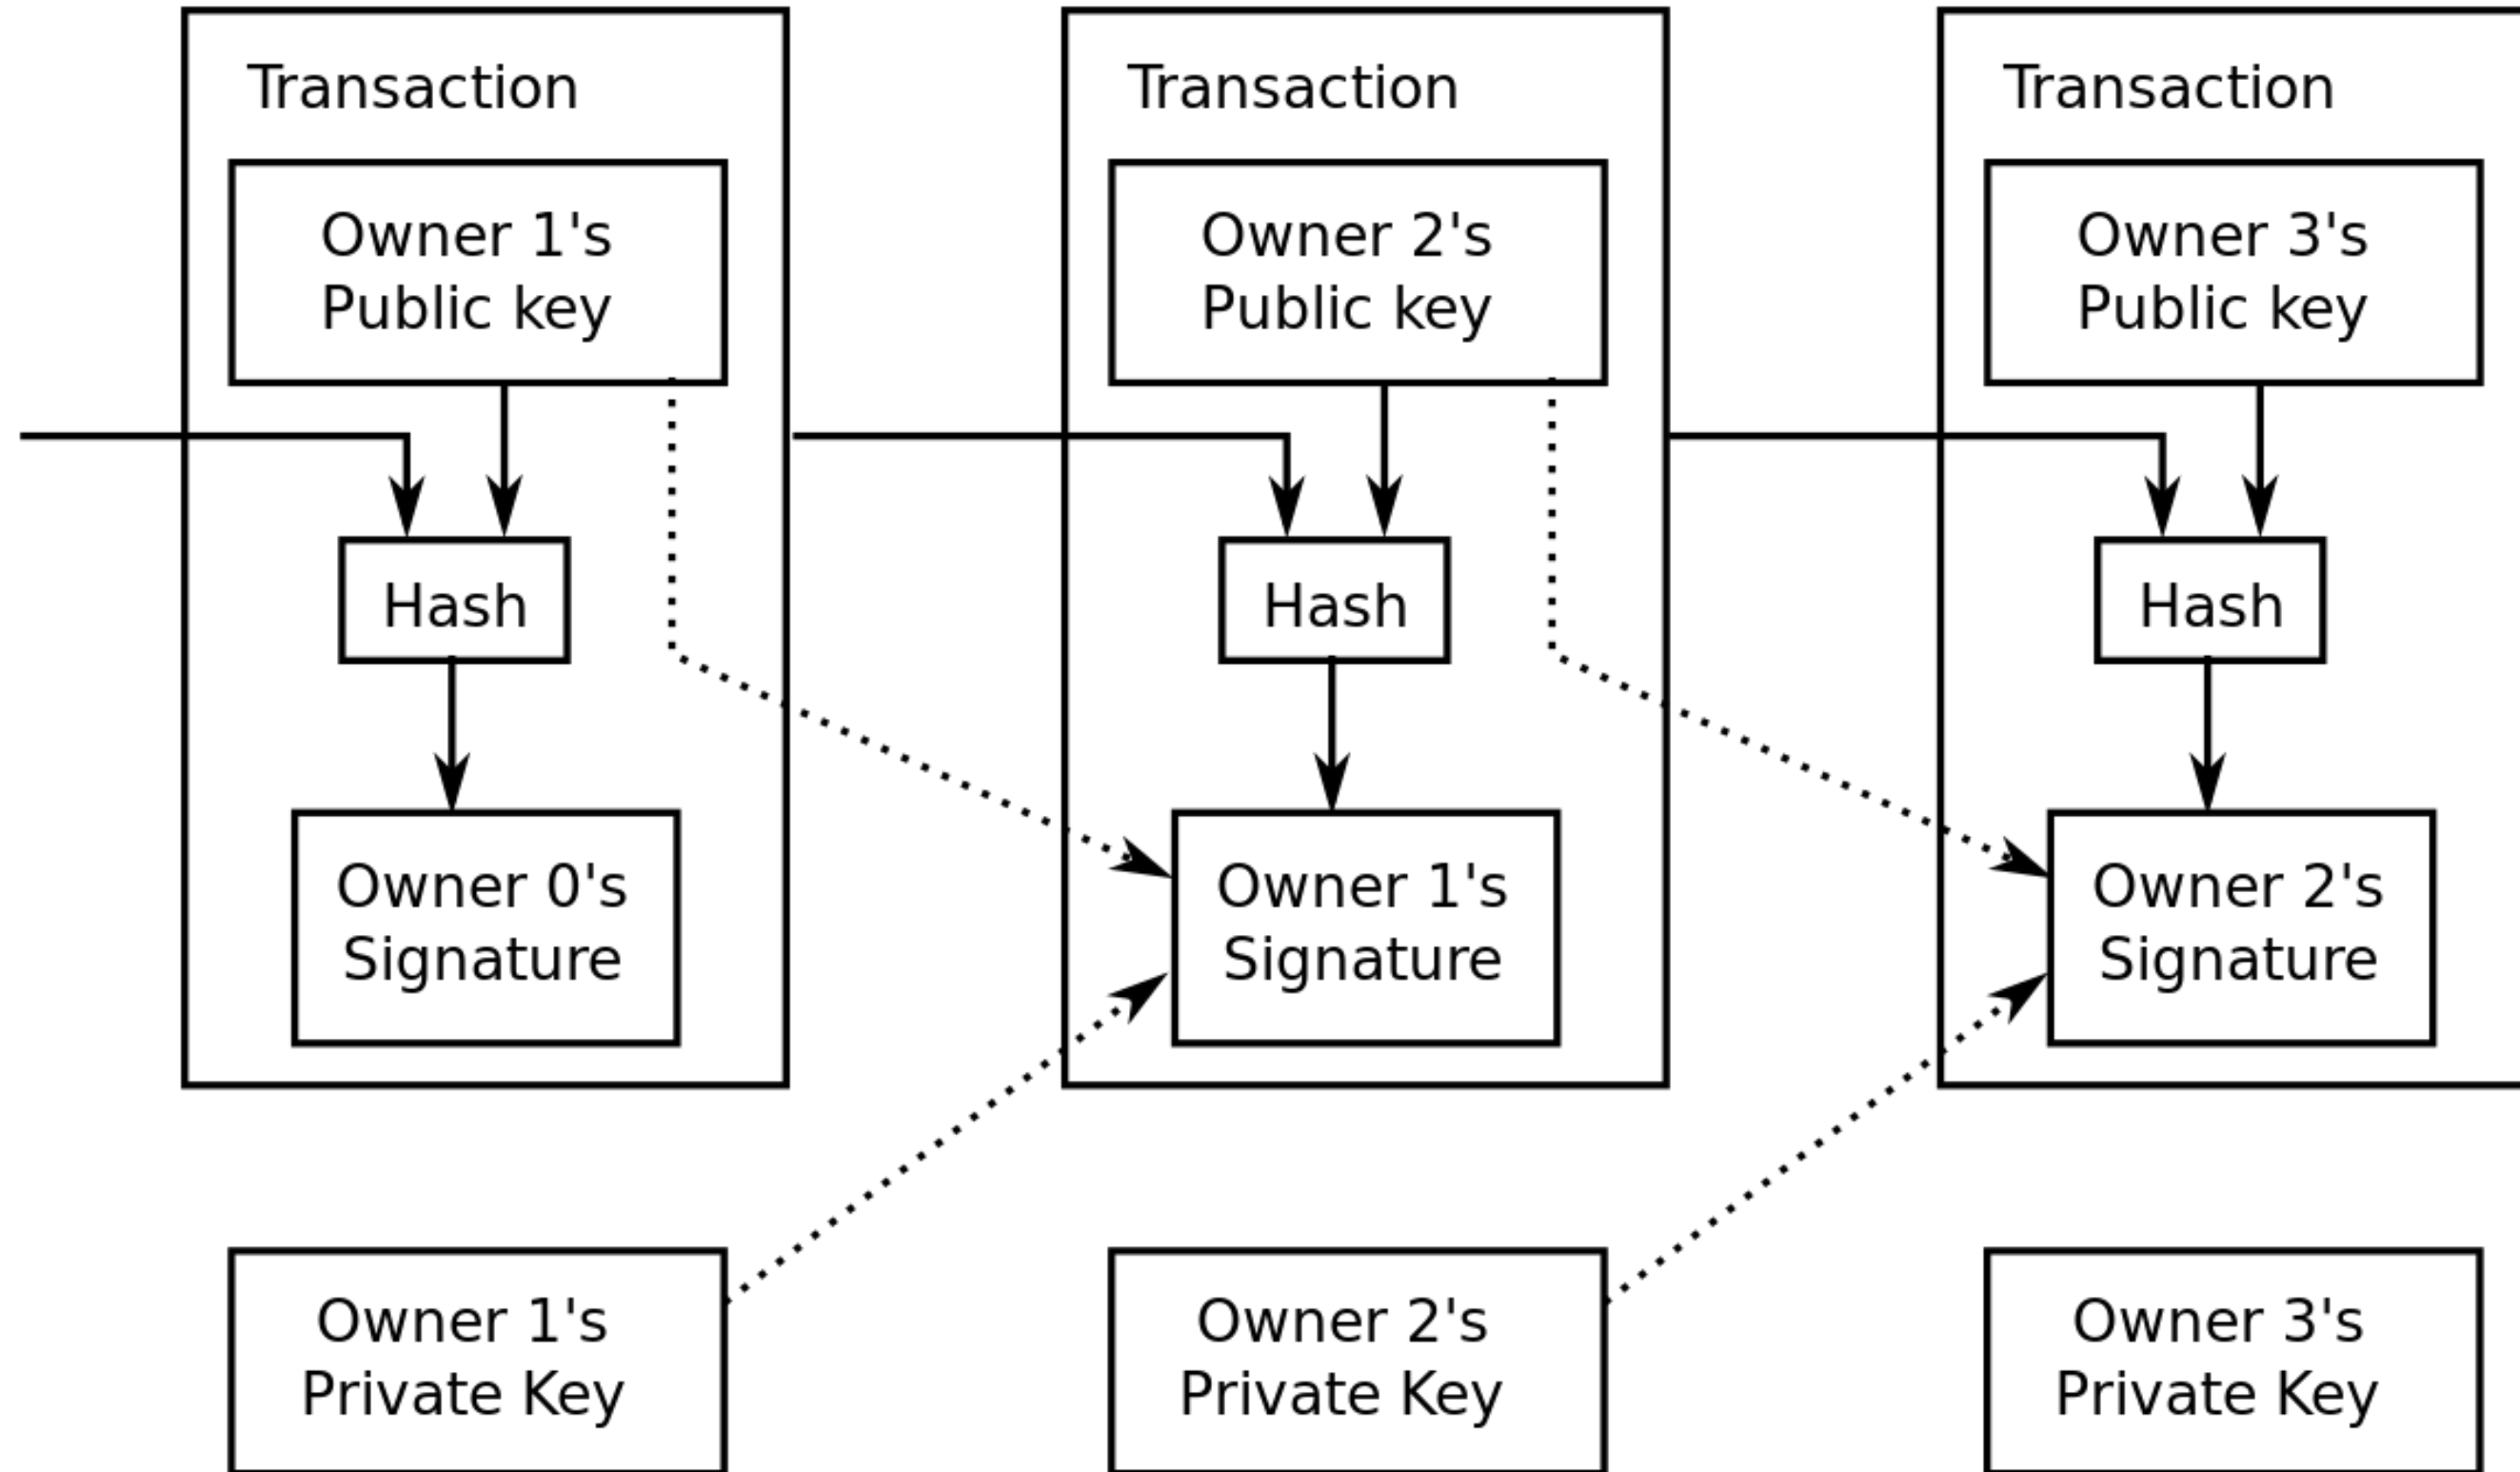 Transaction
Owner 1's
Public key
Hash
Owner 0's
Signature
Transaction
Owner 2's
Public key
Hash
Owner 1's
Signature
Transaction
Owner 3's
Public key
Hash
Owner 2's
Signature
Owner 1's
Private Key
Owner 2's
Private Key
Owner 3's
Private Key